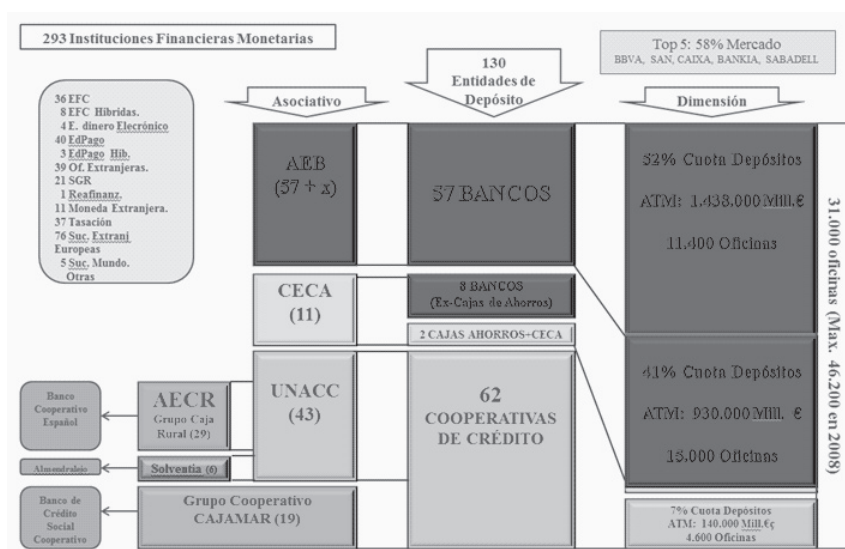 293 Instituciones Financieras Monetarias
130
Entidades de
Depósito
Top 5: 58% Mercado
BBVA, SAN, CAIXA, BANKIA, SABADELL
Asociativo
Dimensión
36 EFC
8 EFC Híbridas.
4 E. dinero Elecrónico
40 EdPago
3 EdPago Hib.
39 Of. Extranjeras.
21 SGR
1 Reafinanz.
11 Moneda Extranjera.
37 Tasación
76 Suc. Extranj
Europeas
5 Suc. Mundo.
Otras
AEB
(57 + x)
57 BANCOS
52% Cuota Depósitos
ATM: 1.438.000 Mill.€
11.400 Oficinas
CECA
(11)
8 BANCOS
(Ex-Cajas de Ahorros)
2 CAJAS AHORROS+CECA
UNACC
(43)
62
COOPERATIVAS
DE CRÉDITO
41% Cuota Depósitos
ATM: 930.000 Mill. €
15.000 Oficinas
7% Cuota Depósitos
ATM: 140.000 Mill.€ç
4.600 Oficinas
31.000 oficinas (Max. 46.200 en 2008)
Banco
Cooperativo
Español
AECR
Grupo Caja
Rural (29)
Almendralejo
Solventia (6)
Banco de
Crédito
Social
Cooperativo
Grupo Cooperativo
CAJAMAR (19)